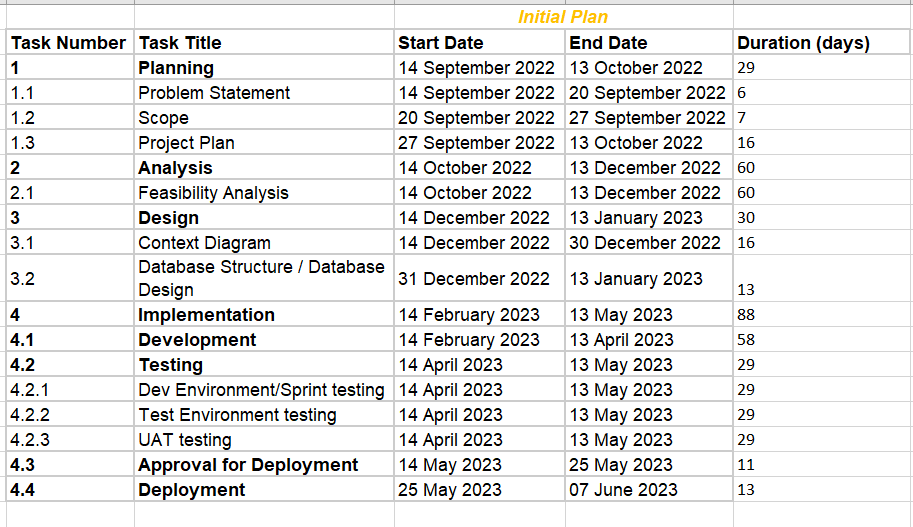 Initial Plan
Task Number Task Title Start Date End Date Duration (days)
1 Planning 14 September 2022 13 October 2022 29
1.1 Problem Statement 14 September 2022 20 September 2022 6
1.2 Scope 20 September 2022 27 September 2022 7
1.3 Project Plan 27 September 2022 13 October 2022 16
2 Analysis 14 October 2022 13 December 2022 60
2.1 Feasibility Analysis 14 October 2022 13 December 2022 60
3 Design 14 December 2022 13 January 2023 30
3.1 Context Diagram 14 December 2022 30 December 2022 16
3.2 Database Structure / Database
Design 31 December 2022 13 January 2023 13
4 Implementation 14 February 2023 13 May 2023 88
4.1 Development 14 February 2023 13 April 2023 58
4.2 Testing 14 April 2023 13 May 2023 29
4.2.1 Dev Environment/Sprint testing 14 April 2023 13 May 2023 29
4.2.2 Test Environment testing 14 April 2023 13 May 2023 29
4.2.3 UAT testing 14 April 2023 13 May 2023 29
4.3 Approval for Deployment 14 May 2023 25 May 2023 11
4.4 Deployment 25 May 2023 07 June 2023 13